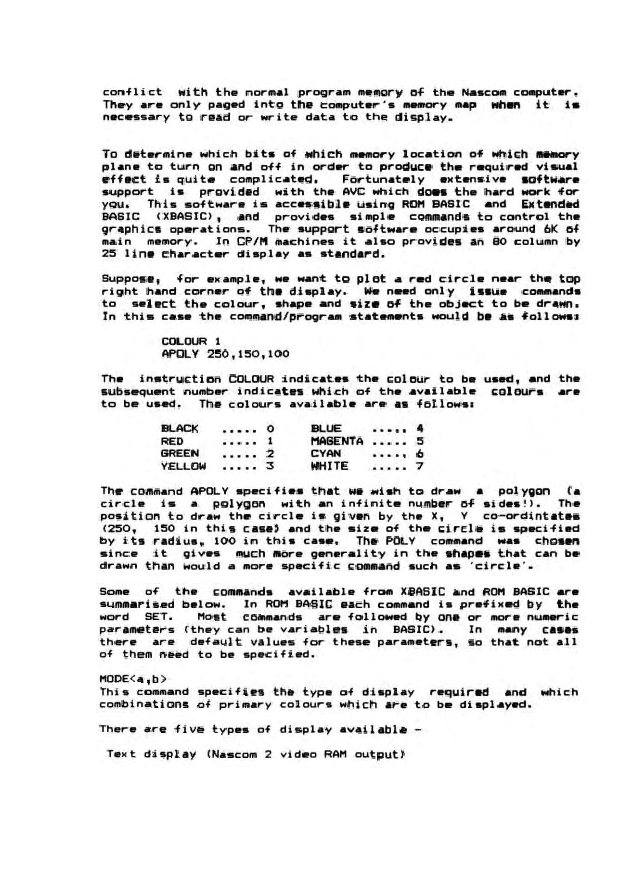 conflict with the normal program memory of the Nascom computer.
They are only paged into the computer's memory map when it is
necessary to read or write data to the display.
To determine which bits of which memory location of which memory
plane to turn on and off in order to produce the required visual
effect is quite complicated. Fortunately extensive software
support is provided with the AVC which does the hard work for
you. This software is accessible using ROM BASIC and Extended
BASIC (XBASIC), and provides simple commands to control the
graphics operations. The support software occupies around 6K of
main memory. In CP/M machines it also provides an 80 column by
25 line character display as standard.
Suppose, for example, we want to plot a red circle near the top
right hand corner of the display. We need only issue commands
to select the colour, shape and size of the object to be drawn.
In this case the command/program statements would be as follows:
COLOUR 1
APOLY 250,150,100
The instruction COLOUR indicates the colour to be used, and the
subsequent number indicates which of the available colours are
to be used. The colours available are as follows:
BLACK ..... 0 BLUE ..... 4
RED ..... 1 MAGENTA ..... 5
GREEN ..... 2 CYAN ..... 6
YELLOW ..... 3 WHITE ..... 7
The command APOLY specifies that we wish to draw a polygon (a
circle is a polygon with an infinite number of sides!). The
position to draw the circle is given by the X, Y co-ordintates
(250, 150 in this case) and the size of the circle is specified
by its radius, 100 in this case. The POLY command was chosen
since it gives much more generality in the shapes that can be
drawn than would a more specific command such as 'circle'.
Some of the commands available from XBASIC and ROM BASIC are
summarised below. In ROM BASIC each command is prefixed by the
word SET. Most commands are followed by one or more numeric
parameters (they can be variables in BASIC). In many cases
there are default values for these parameters, so that not all
of them need to be specified.
MODE<a,b>
This command specifies the type of display required and which
combinations of primary colours which are to be displayed.
There are five types of display available -
Text display (Nascom 2 video RAM output)